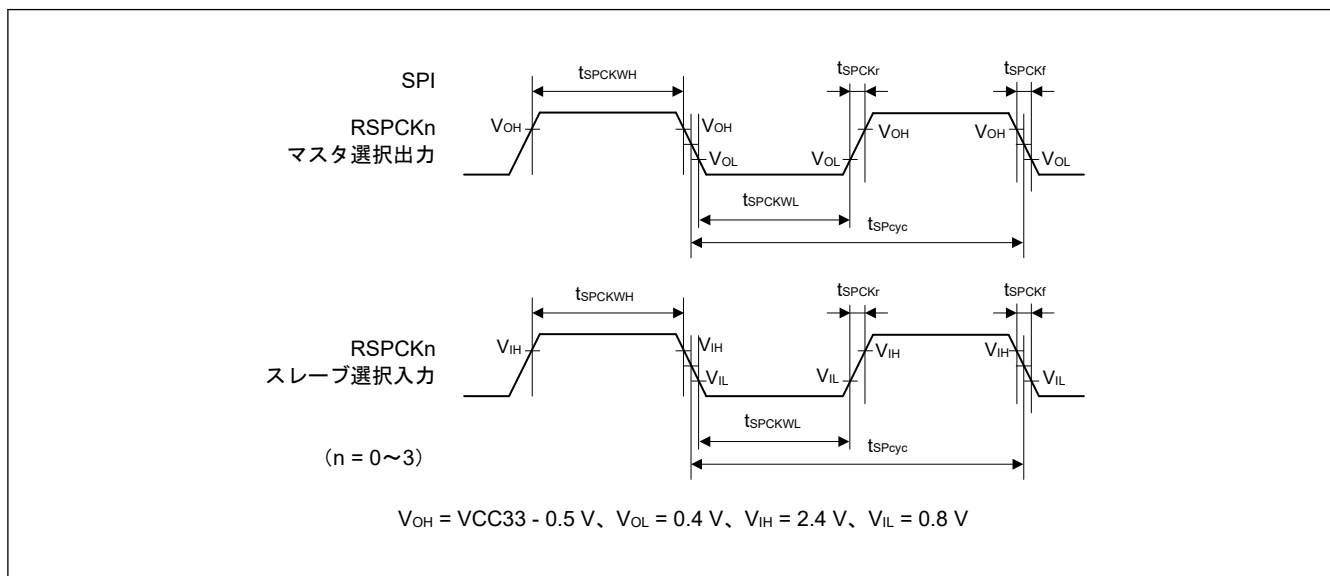 SPI
RSPCKn
マスタ選択出力
tSPCKWH
tSPCKr
tSPCKf
VOH
VOH
VOL
VOL
VOH
VOH
VOL
tSPCKWL
tSPcyc
RSPCKn
スレーブ選択入力
tSPCKWH
tSPCKr
tSPCKf
VIH
VIH
VIL
VIL
VIH
VIH
VIL
tSPCKWL
tSPcyc
(n = 0～3)
VOH = VCC33 - 0.5 V、VOL = 0.4 V、VIH = 2.4 V、VIL = 0.8 V